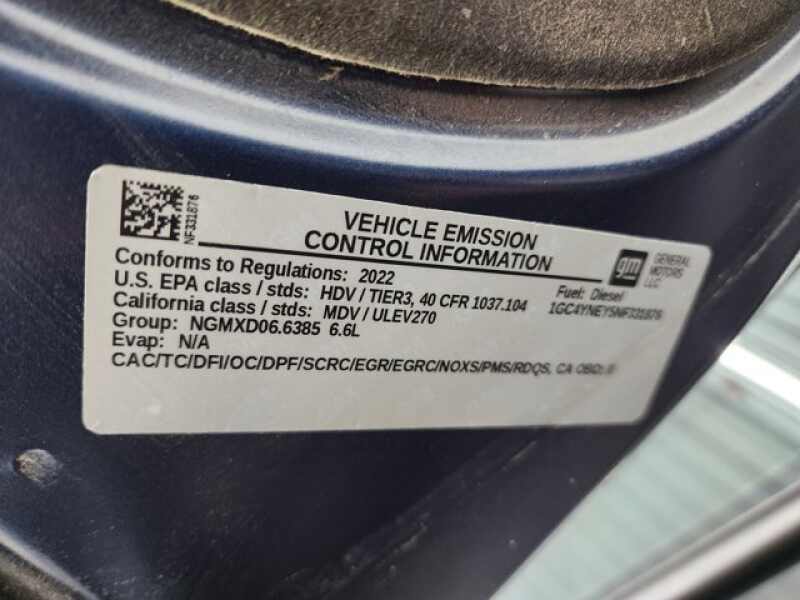 NF331876
VEHICLE EMISSION
CONTROL INFORMATION
gm
GENERAL
MOTORS
LLC
Conforms to Regulations: 2022
Fuel: Diesel
U.S. EPA class / stds: HDV / TIER3, 40 CFR 1037.104
1GC4YNEY5NF331876
California class / stds: MDV / ULEV270
Group: NGMXD06.6385 6.6L
Evap: N/A
CAC/TC/DFI/OC/DPF/SCRC/EGR/EGRC/NOXS/PMS/RDQS, CA OBD: II